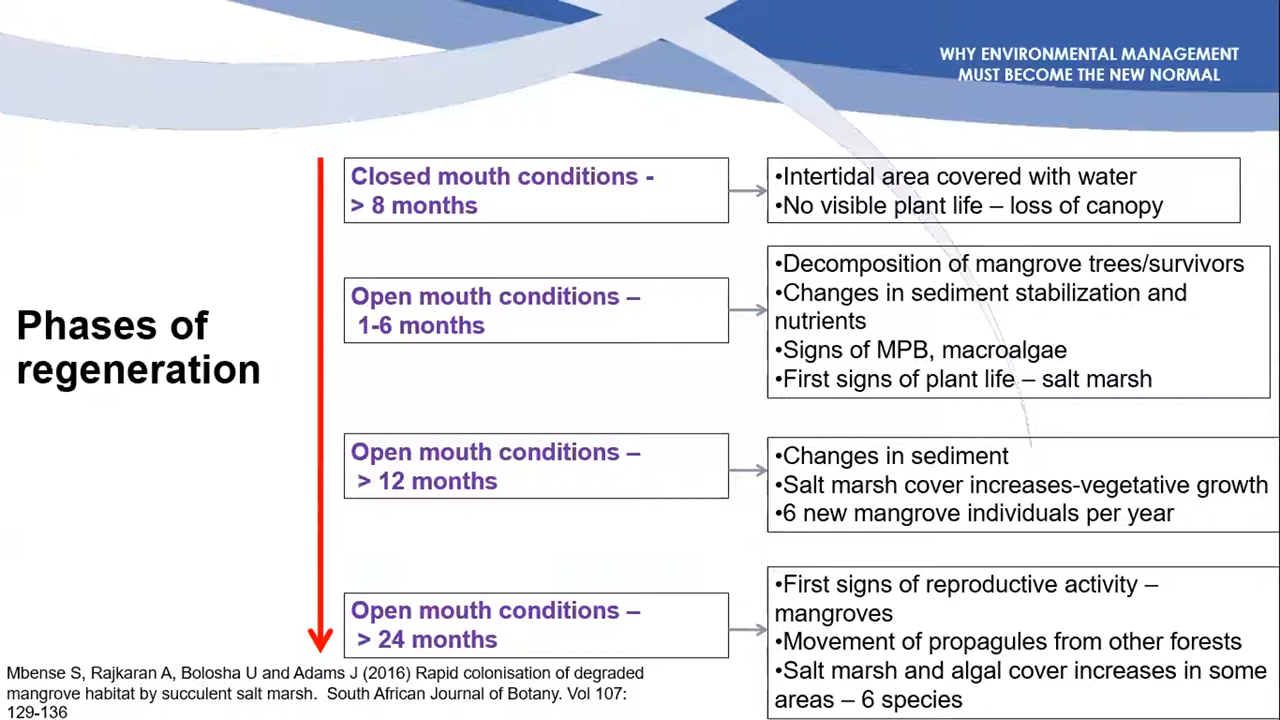 WHY ENVIRONMENTAL MANAGEMENT
MUST BECOME THE NEW NORMAL
Phases of
regeneration
Closed mouth conditions -
> 8 months
•Intertidal area covered with water
•No visible plant life – loss of canopy
Open mouth conditions –
1-6 months
•Decomposition of mangrove trees/survivors
•Changes in sediment stabilization and
nutrients
•Signs of MPB, macroalgae
•First signs of plant life – salt marsh
Open mouth conditions –
> 12 months
•Changes in sediment
•Salt marsh cover increases-vegetative growth
•6 new mangrove individuals per year
Open mouth conditions –
> 24 months
•First signs of reproductive activity –
mangroves
•Movement of propagules from other forests
•Salt marsh and algal cover increases in some
areas – 6 species
Mbense S, Rajkaran A, Bolosha U and Adams J (2016) Rapid colonisation of degraded
mangrove habitat by succulent salt marsh. South African Journal of Botany. Vol 107:
129-136